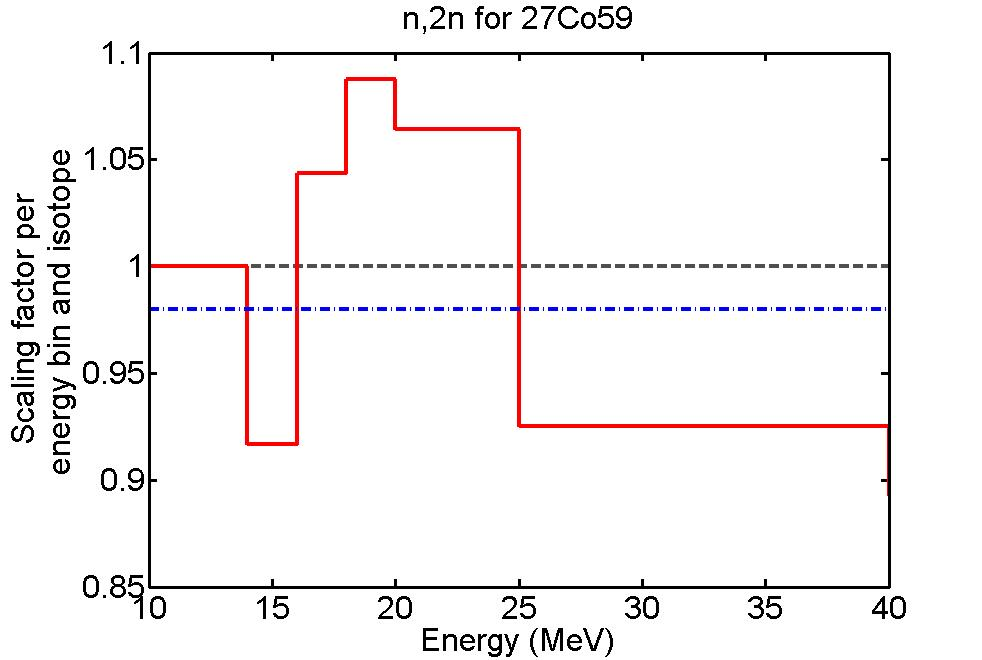 n,2n for 27Co59
Scaling factor per
energy bin and isotope
1.1
1.05
1
0.95
0.9
0.85
10 15 20 25 30 35 40
Energy (MeV)